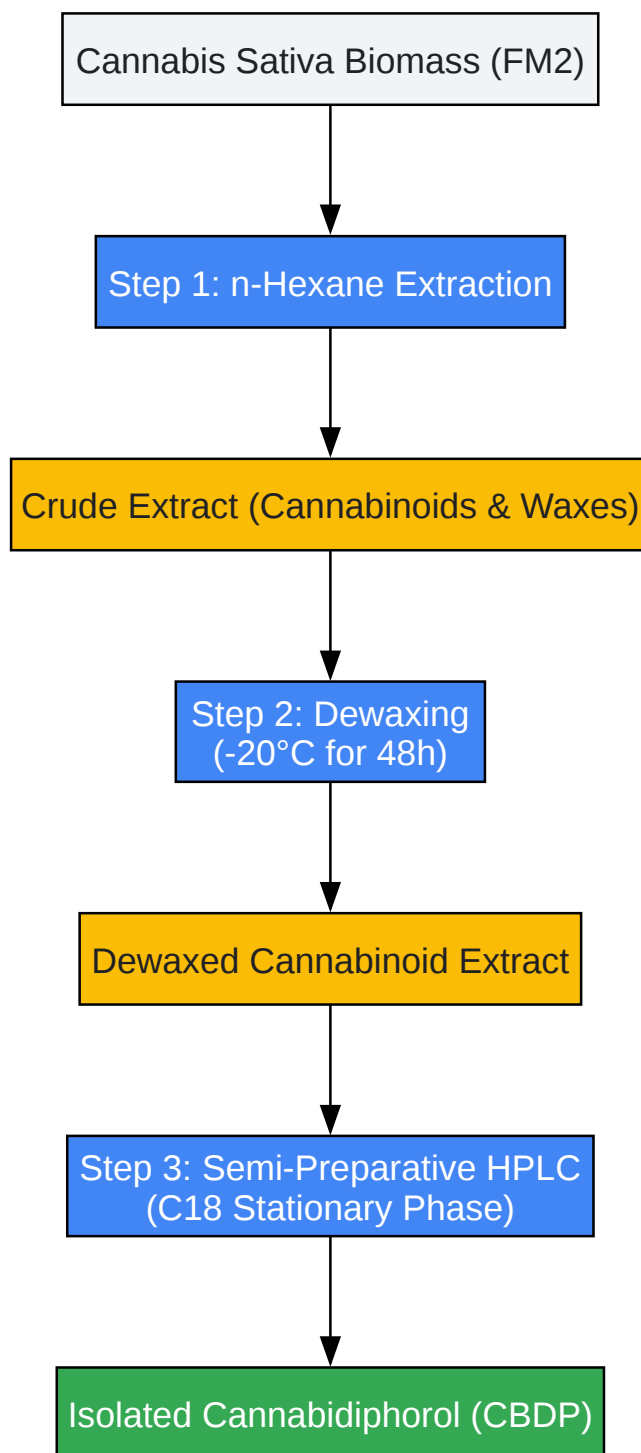 Cannabis Sativa Biomass (FM2)
Step 1: n-Hexane Extraction
Crude Extract (Cannabinoids & Waxes)
Step 2: Dewaxing
(-20°C for 48h)
Dewaxed Cannabinoid Extract
Step 3: Semi-Preparative HPLC
(C18 Stationary Phase)
Isolated Cannabidiphorol (CBDP)